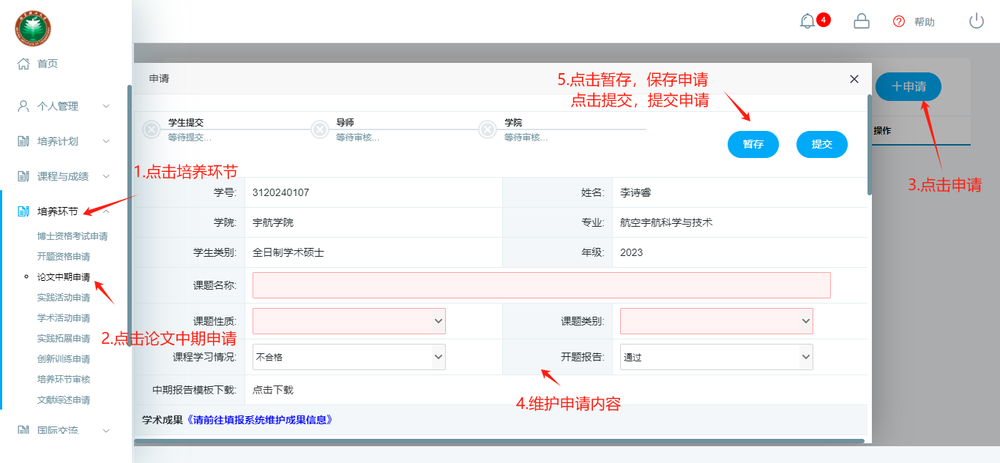 4
帮助
首页
个人管理
培养计划
课程与成绩
培养环节
博士资格考试申请
开题资格申请
论文中期申请
实践活动申请
学术活动申请
实践拓展申请
创新训练申请
培养环节审核
文献综述申请
国际交流
1.点击培养环节
2.点击论文中期申请
十申请
操作
3.点击申请
申请
5.点击暂存，保存申请
点击提交，提交申请
学生提交
等待提交...
导师
等待审核...
学院
等待审核...
暂存
提交
学号: 3120240107 姓名: 李诗睿
学院: 宇航学院 专业: 航空宇航科学与技术
学生类别: 全日制学术硕士 年级: 2023
课题名称:
课题性质: 课题类别:
课程学习情况: 不合格 开题报告: 通过
中期报告模板下载: 点击下载
4.维护申请内容
学术成果《请前往填报系统维护成果信息》